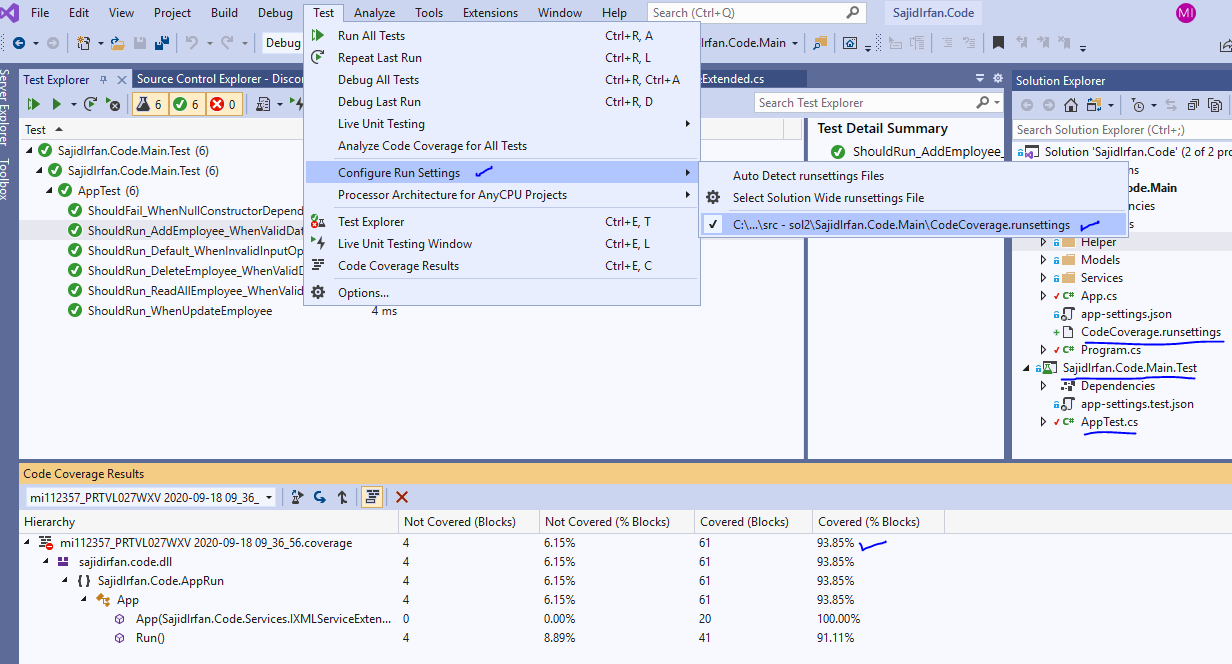 File Edit View Project Build Debug Test Analyze Tools Extensions Window Help Search (Ctrl+Q) SajidIrfan.Code MI
Debug
Irfan.Code.Main
Run All Tests Ctrl+R, A
Repeat Last Run Ctrl+R, L
Debug All Tests Ctrl+R, Ctrl+A
Debug Last Run Ctrl+R, D
Live Unit Testing
Analyze Code Coverage for All Tests
Configure Run Settings
Processor Architecture for AnyCPU Projects
Test Explorer Ctrl+E, T
Live Unit Testing Window Ctrl+E, L
Code Coverage Results Ctrl+E, C
Options...
Auto Detect runsettings Files
Select Solution Wide runsettings File
C:\...\src - sol2\SajidIrfan.Code.Main\CodeCoverage.runsettings
Server Explorer
Toolbox
Test Explorer
Source Control Explorer - Discon
Extended.cs
6 6 0
Search Test Explorer
Test
SajidIrfan.Code.Main.Test (6)
SajidIrfan.Code.Main.Test (6)
AppTest (6)
ShouldFail_WhenNullConstructorDepend
ShouldRun_AddEmployee_WhenValidDat
ShouldRun_Default_WhenInvalidInputOp
ShouldRun_DeleteEmployee_WhenValidD
ShouldRun_ReadAllEmployee_WhenValid
ShouldRun_WhenUpdateEmployee 4 ms
Test Detail Summary
ShouldRun_AddEmployee_
Solution Explorer
Search Solution Explorer (Ctrl+;)
Solution 'SajidIrfan.Code' (2 of 2 pro
de.Main
ncies
Helper
Models
Services
App.cs
app-settings.json
CodeCoverage.runsettings
Program.cs
SajidIrfan.Code.Main.Test
Dependencies
app-settings.test.json
AppTest.cs
Code Coverage Results
mi112357_PRTVL027WXV 2020-09-18 09_36_
Hierarchy Not Covered (Blocks) Not Covered (% Blocks) Covered (Blocks) Covered (% Blocks)
mi112357_PRTVL027WXV 2020-09-18 09_36_56.coverage 4 6.15% 61 93.85%
sajidirfan.code.dll 4 6.15% 61 93.85%
SajidIrfan.Code.AppRun 4 6.15% 61 93.85%
App 4 6.15% 61 93.85%
App(SajidIrfan.Code.Services.IXMLServiceExten... 0 0.00% 20 100.00%
Run() 4 8.89% 41 91.11%